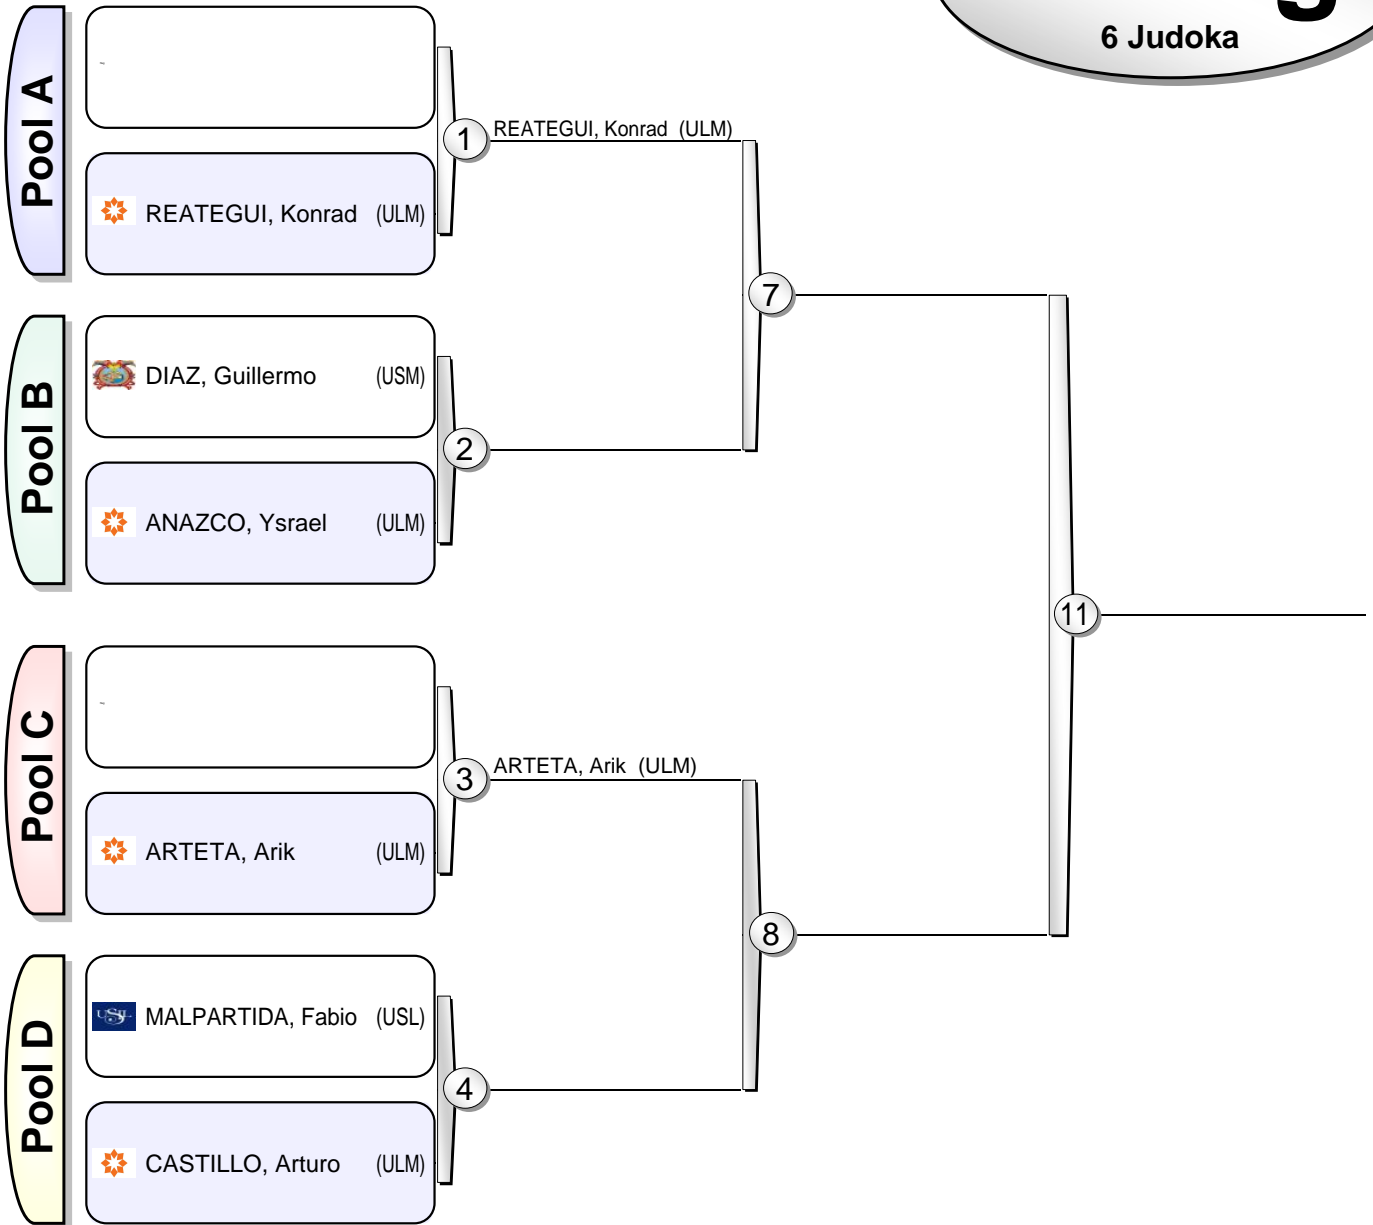 6 Judoka
Pool A
-
REATEGUI, Konrad (ULM)
1
REATEGUI, Konrad (ULM)
7
Pool B
DIAZ, Guillermo (USM)
2
ANAZCO, Ysrael (ULM)
11
Pool C
-
3
ARTETA, Arik (ULM)
ARTETA, Arik (ULM)
8
Pool D
USIL MALPARTIDA, Fabio (USL)
4
CASTILLO, Arturo (ULM)